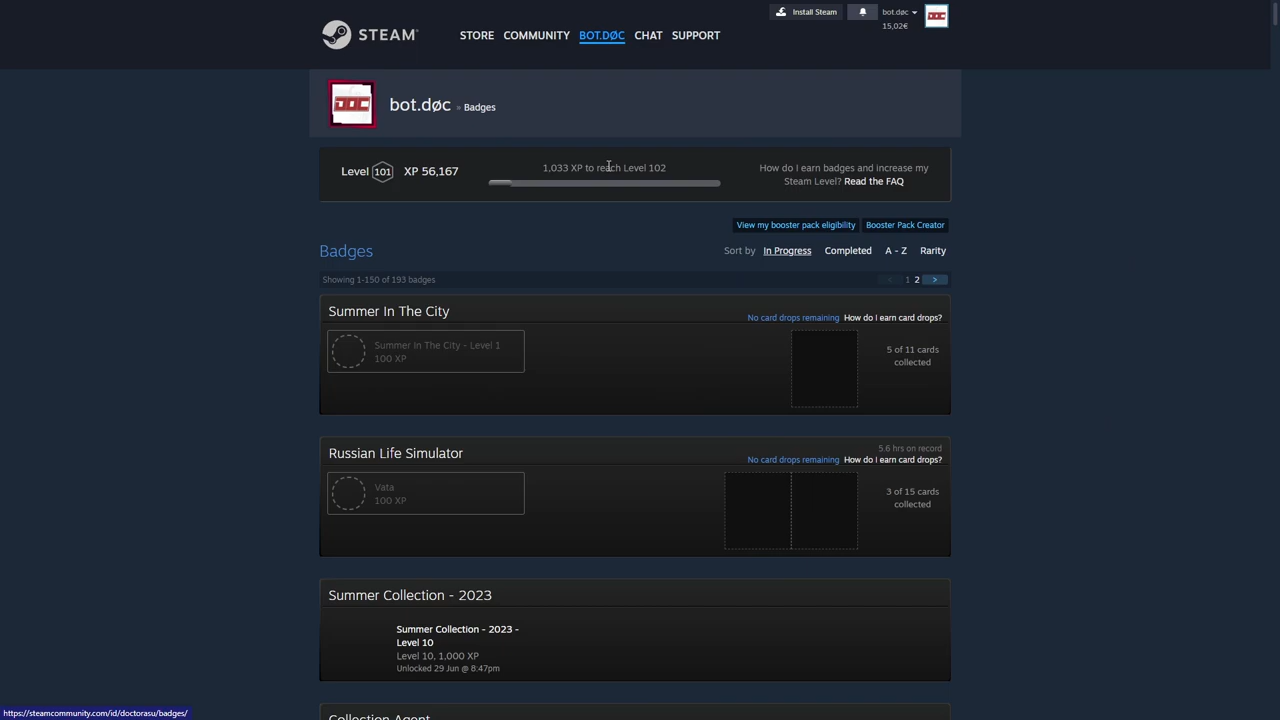 Install Steam
bot.døc
15,02€
STEAM
STORE
COMMUNITY
BOT.DØC
CHAT
SUPPORT
DOC
bot.døc » Badges
Level 101 XP 56,167
1,033 XP to reach Level 102
How do I earn badges and increase my
Steam Level? Read the FAQ
View my booster pack eligibility
Booster Pack Creator
Badges
Sort by In Progress Completed A - Z Rarity
Showing 1-150 of 193 badges
< 1 2 >
Summer In The City
No card drops remaining How do I earn card drops?
Summer In The City - Level 1
100 XP
5 of 11 cards
collected
Russian Life Simulator
5.6 hrs on record
No card drops remaining How do I earn card drops?
Vata
100 XP
3 of 15 cards
collected
Summer Collection - 2023
Summer Collection - 2023 -
Level 10
Level 10, 1,000 XP
Unlocked 29 Jun @ 8:47pm
Collection Agent
https://steamcommunity.com/id/doctorasu/badges/